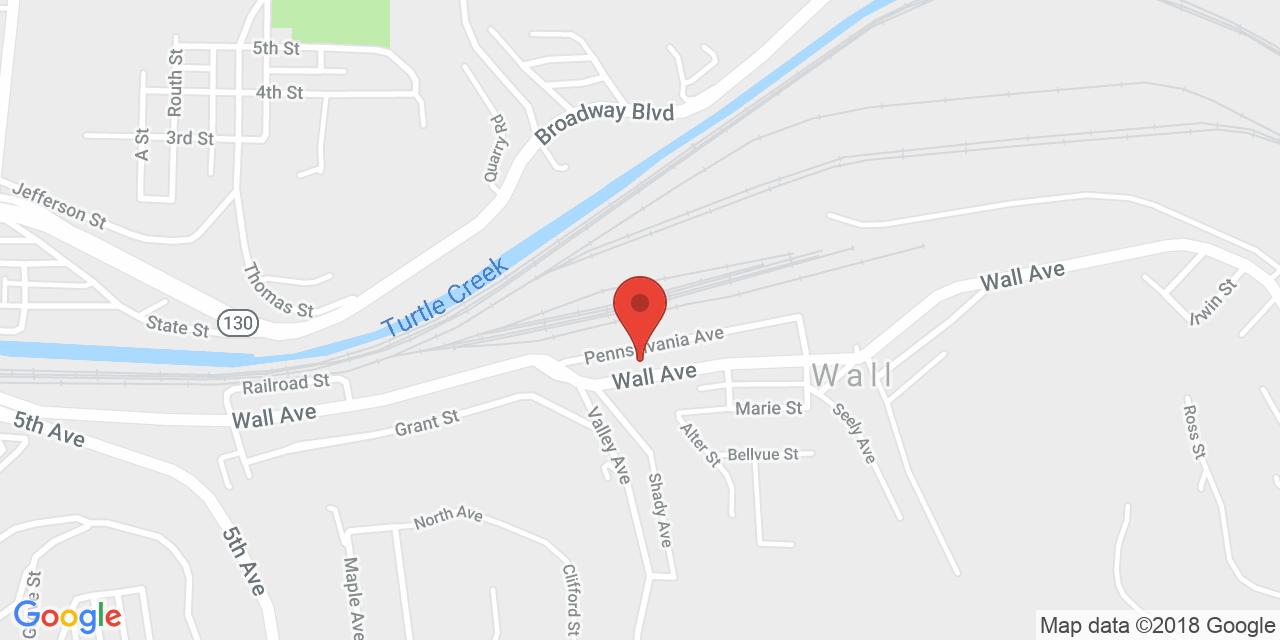 5th St
Routh St
4th St
A St
3rd St
Quarry Rd
Broadway Blvd
Jefferson St
Thomas St
Turtle Creek
State St
130
Wall Ave
Irwin St
Pennsylvania Ave
Railroad St
Wall Ave
Wall
Wall Ave
5th Ave
Grant St
Valley Ave
Marie St
Seely Ave
Alter St
Ross St
Bellvue St
Shady Ave
North Ave
5th Ave
Maple Ave
Clifford St
Google
Map data ©2018 Google